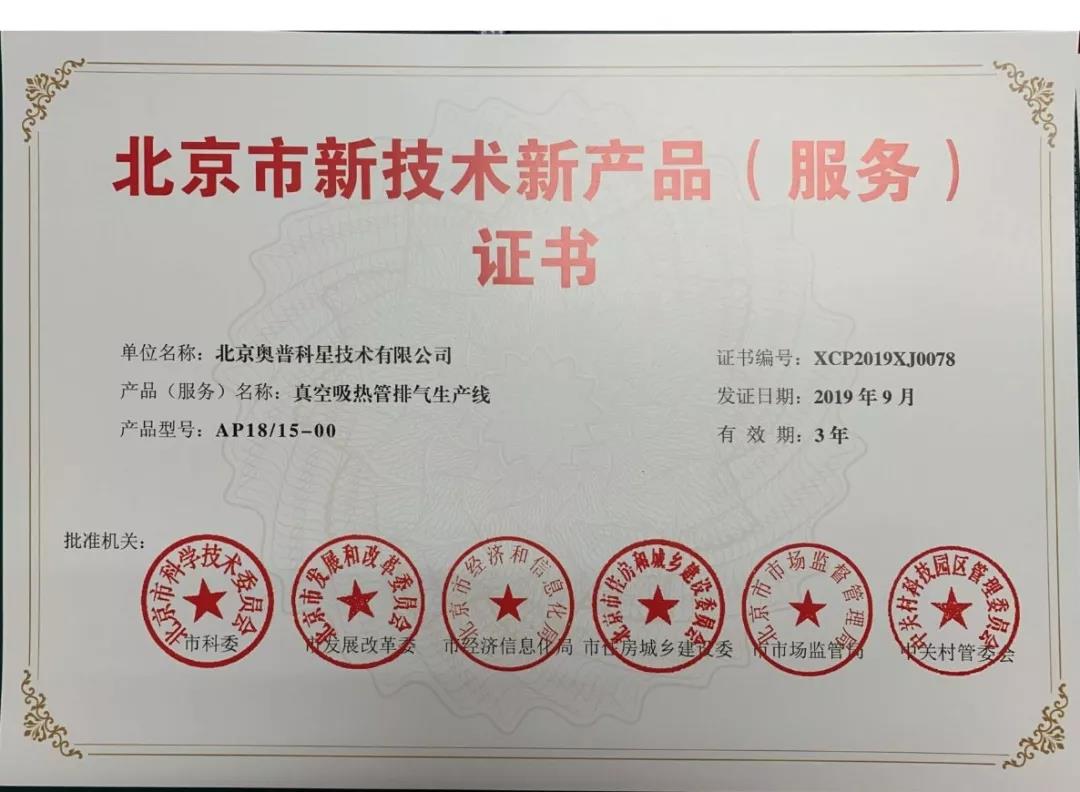 北京市新技术新产品（服务）
证书
单位名称：北京奥普科星技术有限公司
产品（服务）名称：真空吸热管排气生产线
产品型号：AP18/15-00
证书编号：XCP2019XJ0078
发证日期：2019年9月
有效期：3年
批准机关：
北京市科学技术委员会
市科委
北京市发展和改革委员会
市发展改革委
北京市经济和信息化局
市经济信息化局
北京市住房和城乡建设委员会
市住房城乡建设委
北京市市场监督管理局
市市场监管局
中关村科技园区管理委员会
中关村管委会